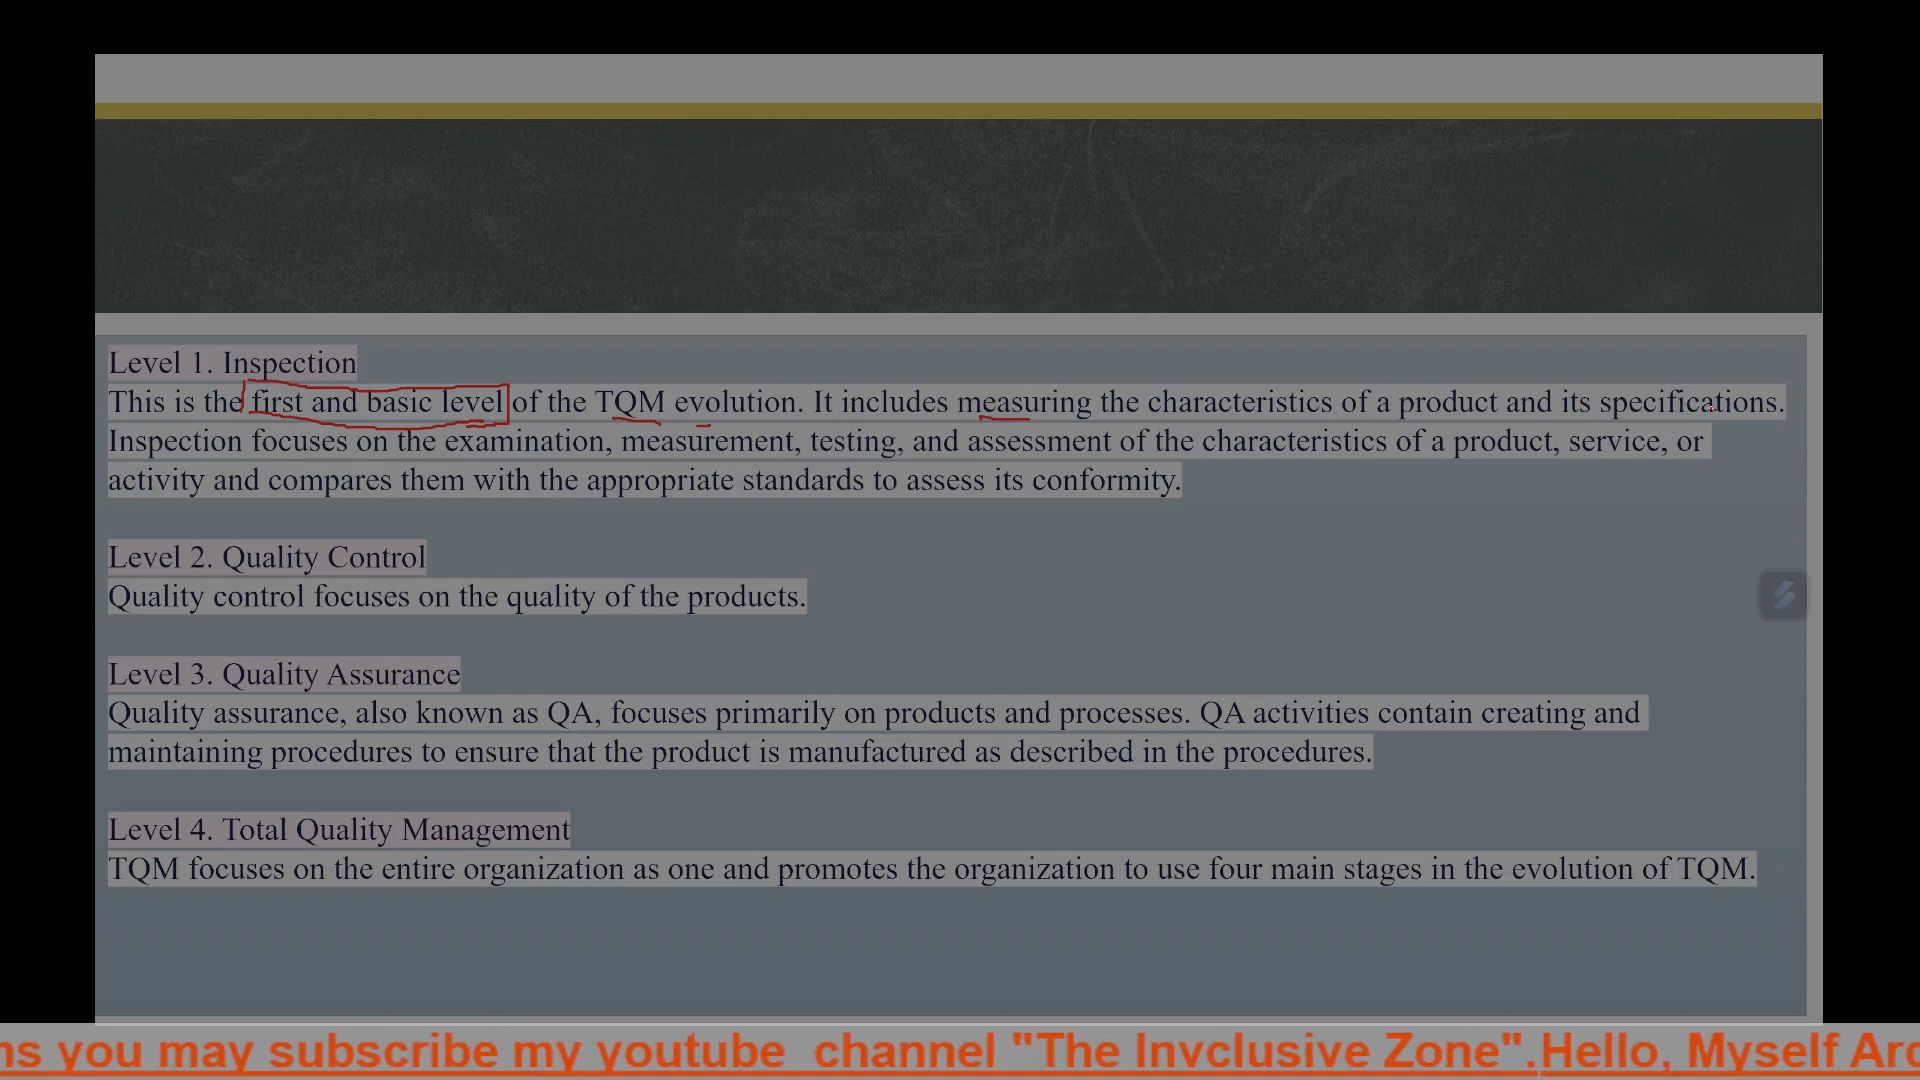 Level 1. Inspection
This is the first and basic level of the TQM evolution. It includes measuring the characteristics of a product and its specifications.
Inspection focuses on the examination, measurement, testing, and assessment of the characteristics of a product, service, or
activity and compares them with the appropriate standards to assess its conformity.
Level 2. Quality Control
Quality control focuses on the quality of the products.
Level 3. Quality Assurance
Quality assurance, also known as QA, focuses primarily on products and processes. QA activities contain creating and
maintaining procedures to ensure that the product is manufactured as described in the procedures.
Level 4. Total Quality Management
TQM focuses on the entire organization as one and promotes the organization to use four main stages in the evolution of TQM.
you may subscribe my youtube channel "The Invclusive Zone".Hello, Myself